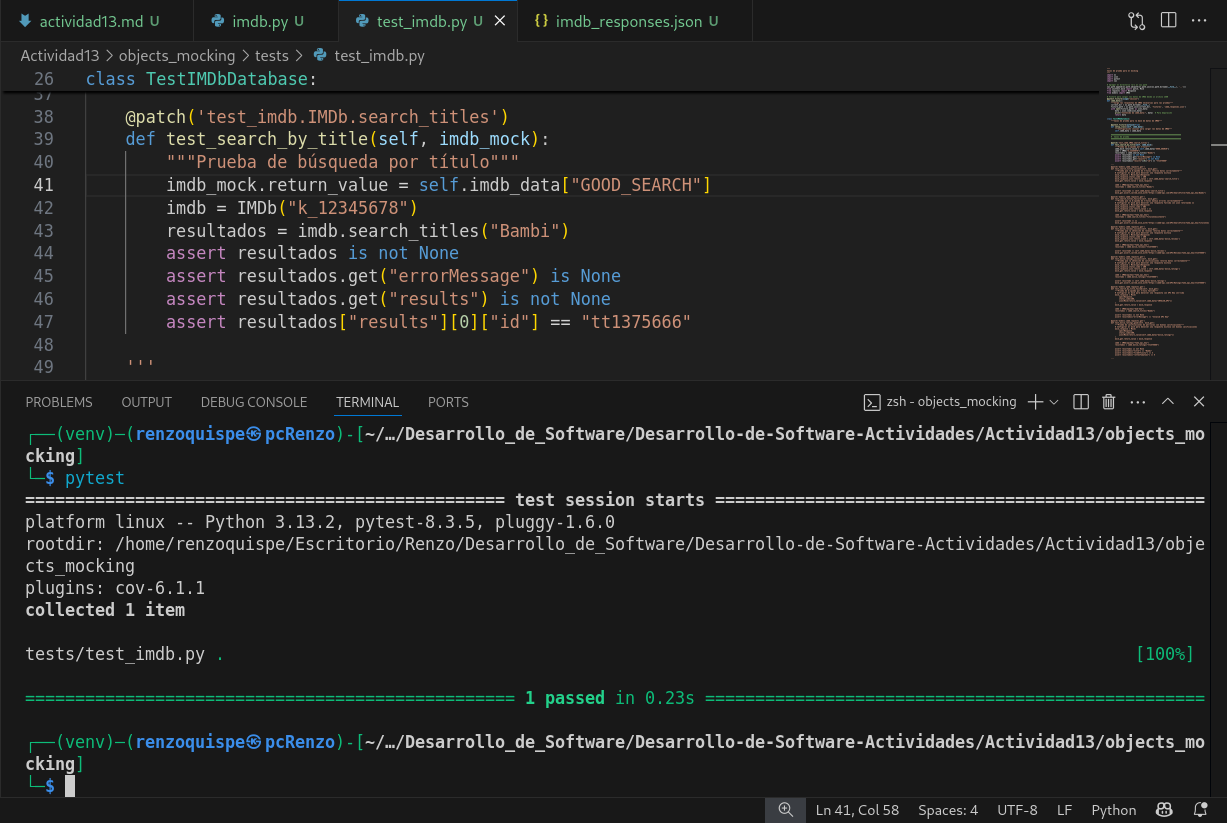 actividad13.md U imdb.py U test_imdb.py U imdb_responses.json U
Actividad13 > objects_mocking > tests > test_imdb.py
26 class TestIMDbDatabase:
37
38 @patch('test_imdb.IMDb.search_titles')
39 def test_search_by_title(self, imdb_mock):
40 """Prueba de búsqueda por título"""
41 imdb_mock.return_value = self.imdb_data["GOOD_SEARCH"]
42 imdb = IMDb("k_12345678")
43 resultados = imdb.search_titles("Bambi")
44 assert resultados is not None
45 assert resultados.get("errorMessage") is None
46 assert resultados.get("results") is not None
47 assert resultados["results"][0]["id"] == "tt1375666"
48
49 '''
PROBLEMS OUTPUT DEBUG CONSOLE TERMINAL PORTS zsh - objects_mocking
┌──(venv)─(renzoquispe㉿pcRenzo)-[~/…/Desarrollo_de_Software/Desarrollo-de-Software-Actividades/Actividad13/objects_mo
cking]
└─$ pytest
================================================ test session starts =================================================
platform linux -- Python 3.13.2, pytest-8.3.5, pluggy-1.6.0
rootdir: /home/renzoquispe/Escritorio/Renzo/Desarrollo_de_Software/Desarrollo-de-Software-Actividades/Actividad13/obje
cts_mocking
plugins: cov-6.1.1
collected 1 item
tests/test_imdb.py . [100%]
================================================= 1 passed in 0.23s ==================================================
┌──(venv)─(renzoquispe㉿pcRenzo)-[~/…/Desarrollo_de_Software/Desarrollo-de-Software-Actividades/Actividad13/objects_mo
cking]
└─$
Ln 41, Col 58 Spaces: 4 UTF-8 LF Python